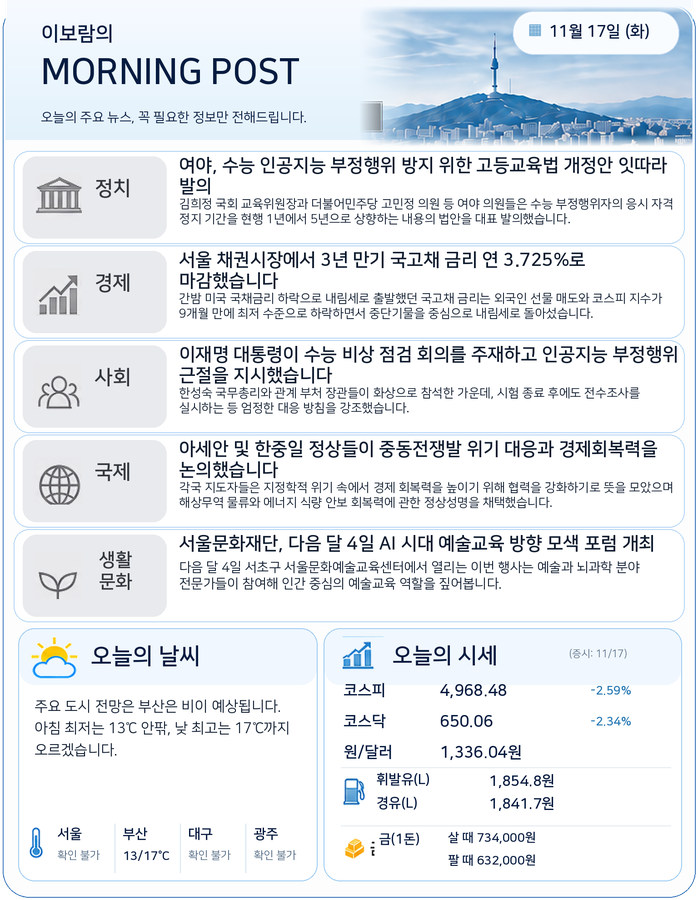 이보람의
MORNING POST
오늘의 주요 뉴스, 꼭 필요한 정보만 전해드립니다.
11월 17일 (화)
정치
여야, 수능 인공지능 부정행위 방지 위한 고등교육법 개정안 잇따라
발의
김희정 국회 교육위원장과 더불어민주당 고민정 의원 등 여야 의원들은 수능 부정행위자의 응시 자격
정지 기간을 현행 1년에서 5년으로 상향하는 내용의 법안을 대표 발의했습니다.
경제
서울 채권시장에서 3년 만기 국고채 금리 연 3.725%로
마감했습니다
간밤 미국 국채금리 하락으로 내림세로 출발했던 국고채 금리는 외국인 선물 매도와 코스피 지수가
9개월 만에 최저 수준으로 하락하면서 중단기물을 중심으로 내림세로 돌아섰습니다.
사회
이재명 대통령이 수능 비상 점검 회의를 주재하고 인공지능 부정행위
근절을 지시했습니다
한성숙 국무총리와 관계 부처 장관들이 화상으로 참석한 가운데, 시험 종료 후에도 전수조사를
실시하는 등 엄정한 대응 방침을 강조했습니다.
국제
아세안 및 한중일 정상들이 중동전쟁발 위기 대응과 경제회복력을
논의했습니다
각국 지도자들은 지정학적 위기 속에서 경제 회복력을 높이기 위해 협력을 강화하기로 뜻을 모았으며
해상무역 물류와 에너지 식량 안보 회복력에 관한 정상성명을 채택했습니다.
생활
문화
서울문화재단, 다음 달 4일 AI 시대 예술교육 방향 모색 포럼 개최
다음 달 4일 서초구 서울문화예술교육센터에서 열리는 이번 행사는 예술과 뇌과학 분야
전문가들이 참여해 인간 중심의 예술교육 역할을 짚어봅니다.
오늘의 날씨
주요 도시 전망은 부산은 비이 예상됩니다.
아침 최저는 13℃ 안팎, 낮 최고는 17℃까지
오르겠습니다.
서울 부산 대구 광주
확인 불가 13/17°C 확인 불가 확인 불가
오늘의 시세 (증시: 11/17)
코스피 4,968.48 -2.59%
코스닥 650.06 -2.34%
원/달러 1,336.04원
휘발유(L) 1,854.8원
경유(L) 1,841.7원
금(1돈) 살 때 734,000원
팔 때 632,000원